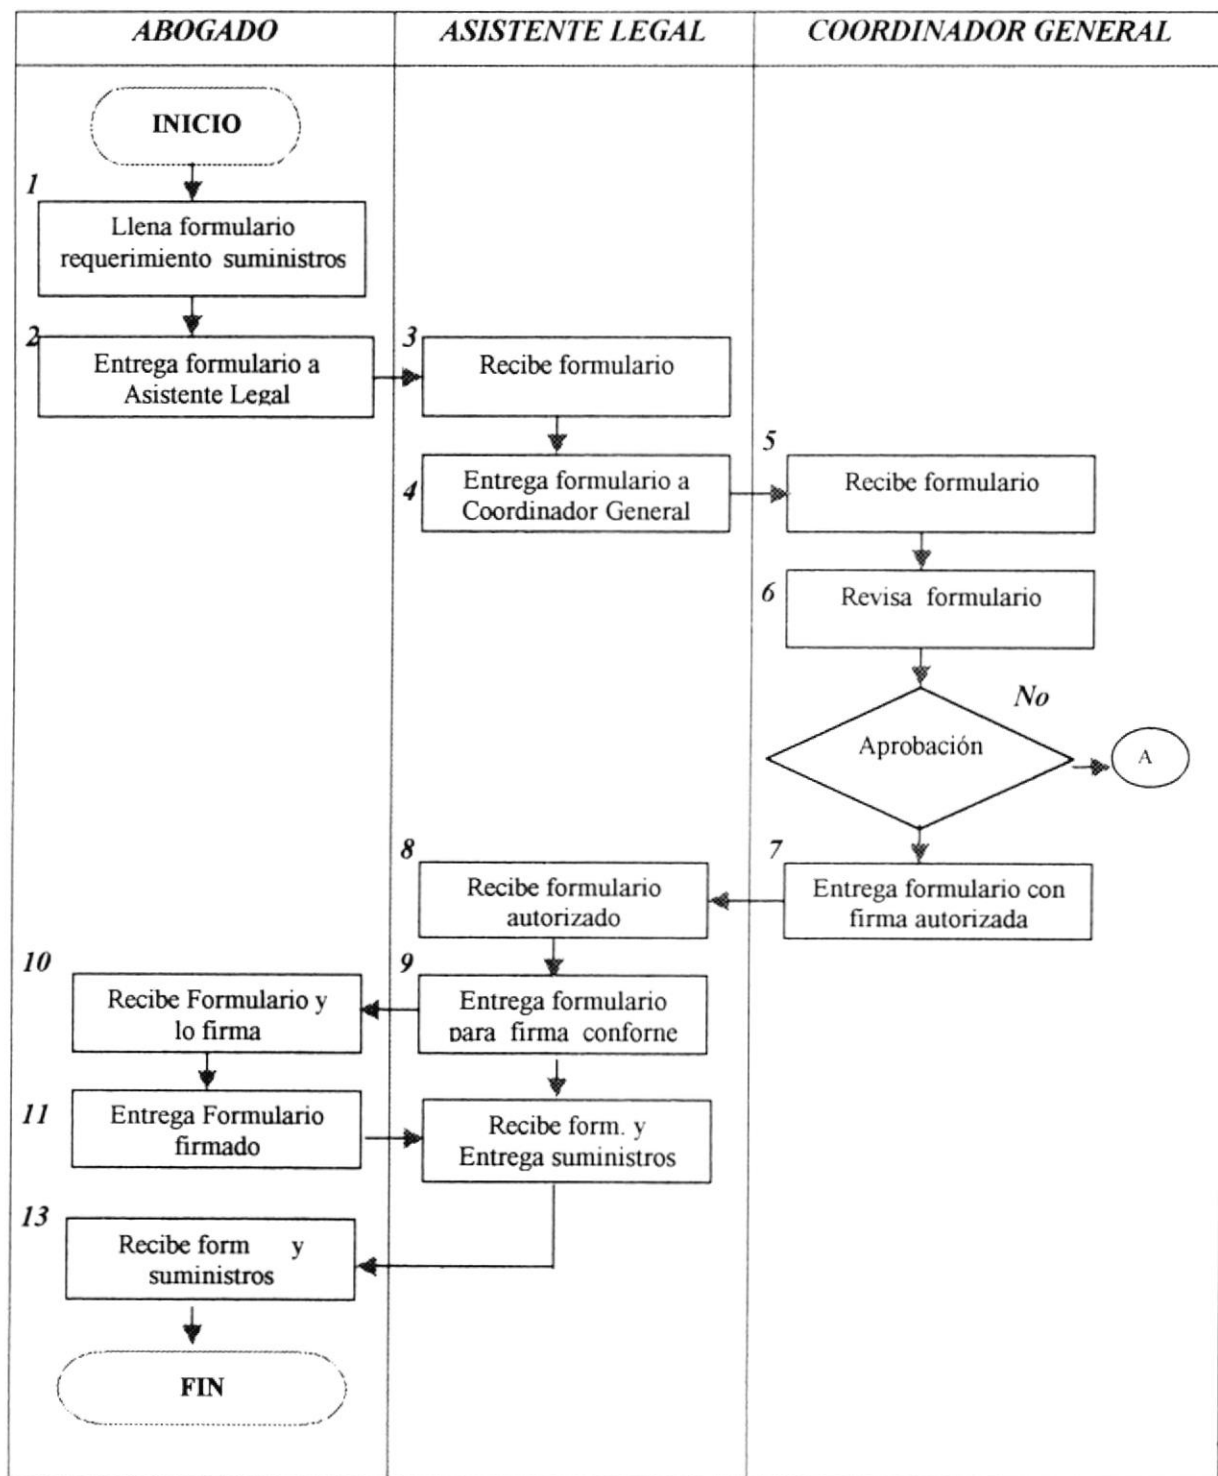 ABOGADO
ASISTENTE LEGAL
COORDINADOR GENERAL
INICIO
1
Llena formulario
requerimiento suministros
2
Entrega formulario a
Asistente Legal
3
Recibe formulario
4
Entrega formulario a
Coordinador General
5
Recibe formulario
6
Revisa formulario
No
Aprobación
A
7
Entrega formulario con
firma autorizada
8
Recibe formulario
autorizado
9
Entrega formulario
para firma conforne
10
Recibe Formulario y
lo firma
11
Entrega Formulario
firmado
Recibe form. y
Entrega suministros
13
Recibe form y
suministros
FIN